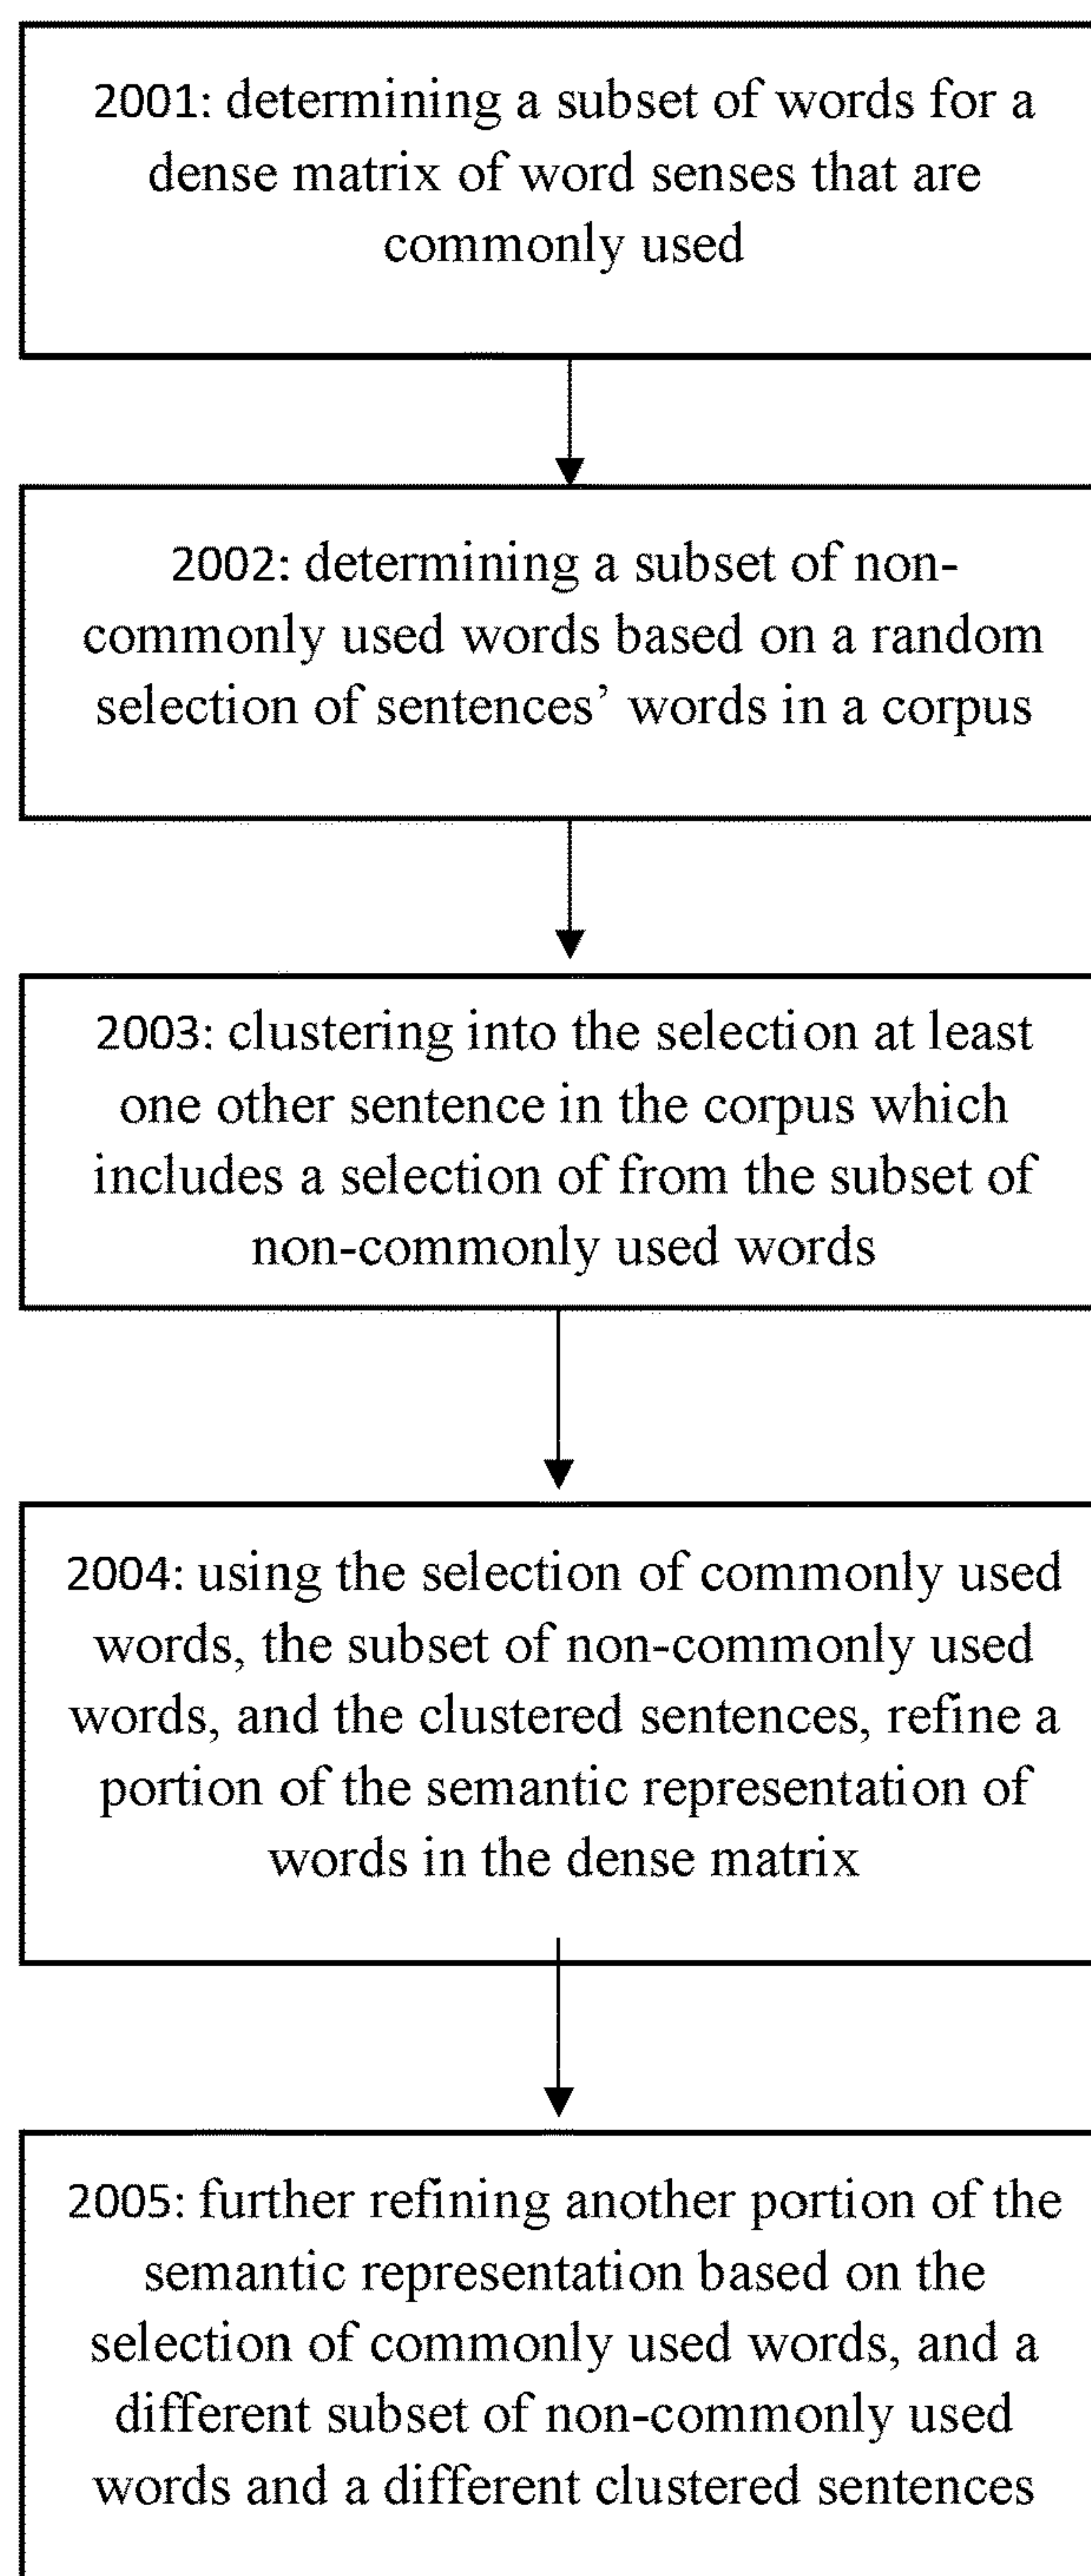 2001: determining a subset of words for a
dense matrix of word senses that are
commonly used
2002: determining a subset of non-
commonly used words based on a random
selection of sentences’ words in a corpus
2003: clustering into the selection at least
one other sentence in the corpus which
includes a selection of from the subset of
non-commonly used words
2004: using the selection of commonly used
words, the subset of non-commonly used
words, and the clustered sentences, refine a
portion of the semantic representation of
words in the dense matrix
2005: further refining another portion of the
semantic representation based on the
selection of commonly used words, and a
different subset of non-commonly used
words and a different clustered sentences